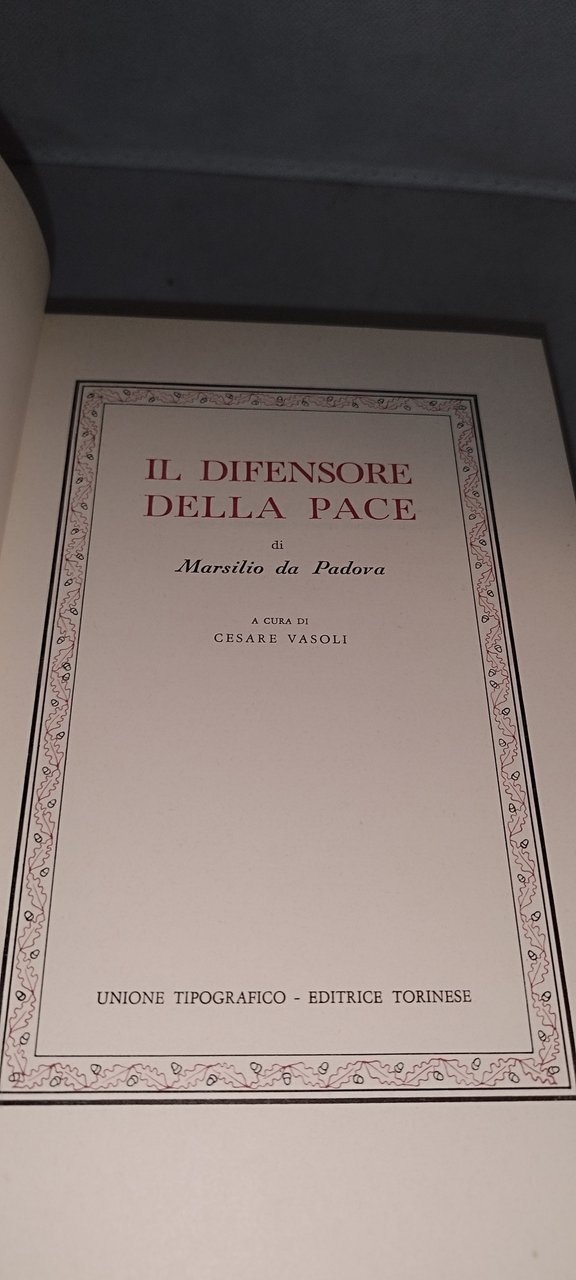 IL DIFENSORE
DELLA PACE
di
Marsilio da Padova
A CURA DI
CESARE VASOLI
UNIONE TIPOGRAFICO - EDITRICE TORINESE